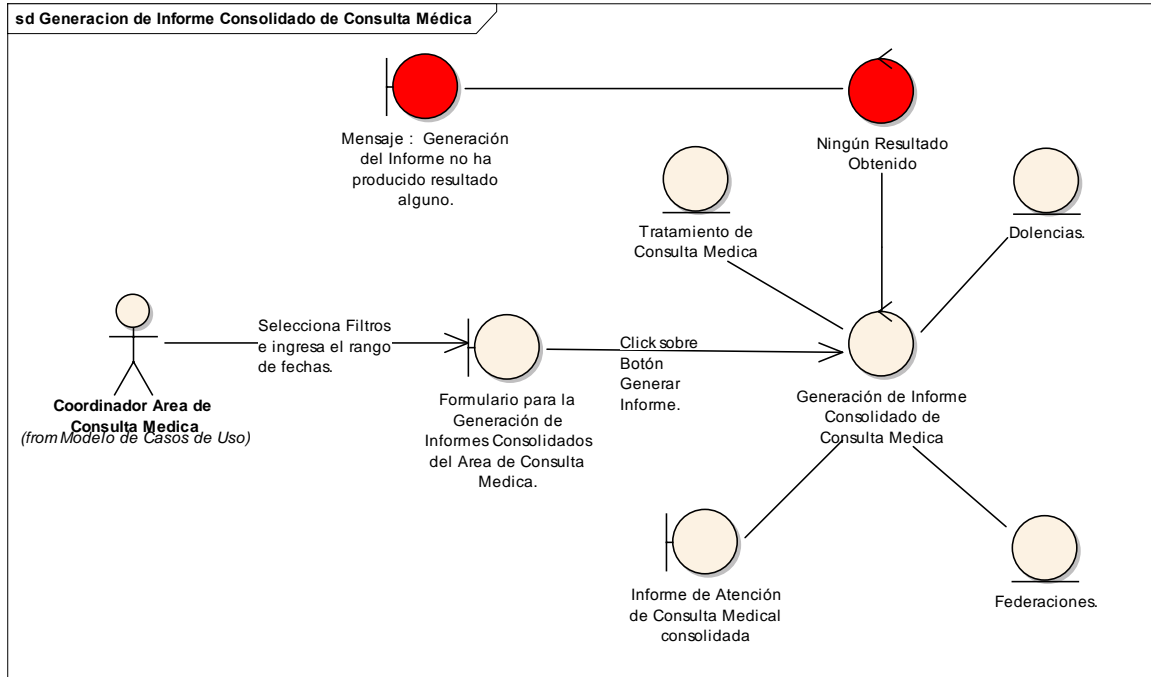 sd Generacion de Informe Consolidado de Consulta Médica
Mensaje : Generación
del Informe no ha
producido resultado
alguno.
Ningún Resultado
Obtenido
Tratamiento de
Consulta Medica
Dolencias.
Selecciona Filtros
e ingresa el rango
de fechas.
Click sobre
Botón
Generar
Informe.
Coordinador Area de
Consulta Medica
(from Modelo de Casos de Uso)
Formulario para la
Generación de
Informes Consolidados
del Area de Consulta
Medica.
Generación de Informe
Consolidado de
Consulta Medica
Informe de Atención
de Consulta Medical
consolidada
Federaciones.